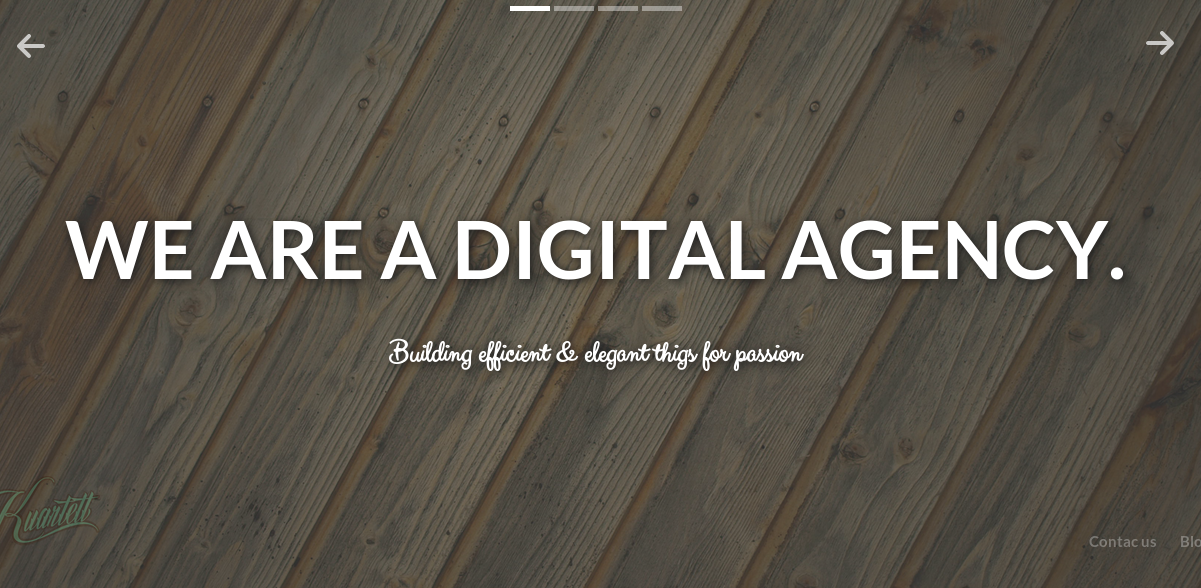 WE ARE A DIGITAL AGENCY.
Building efficient & elegant thigs for passion
Kuartett
Contac us
Blo